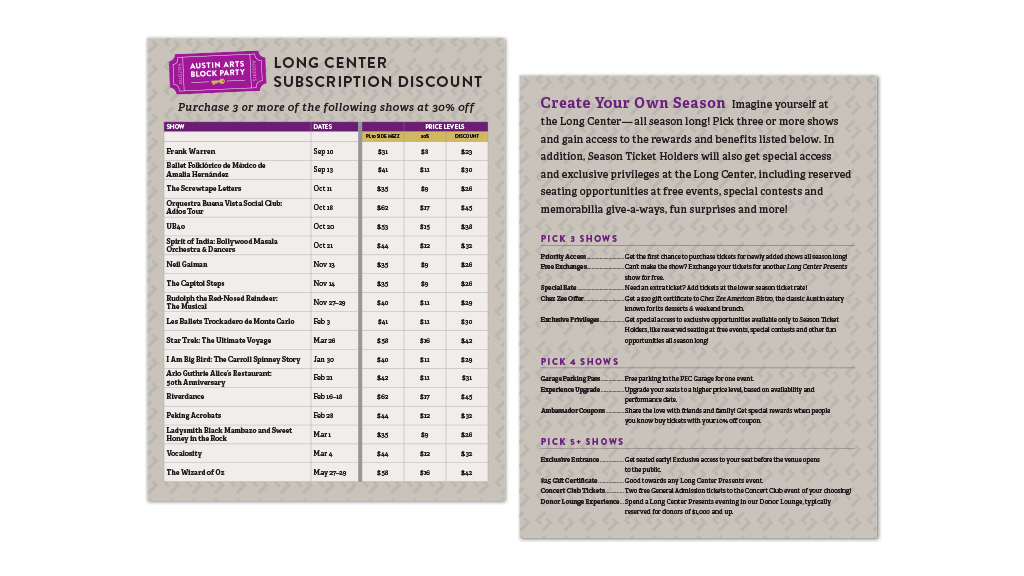 AUSTIN ARTS
BLOCK PARTY
LONG CENTER
SUBSCRIPTION DISCOUNT
Purchase 3 or more of the following shows at 30% off
SHOW DATES PRICE LEVELS
PL10 SIDE MEZZ 20% DISCOUNT
Frank Warren Sep 10 $31 $8 $23
Ballet Folklórico de México de
Amalia Hernández Sep 13 $41 $11 $30
The Screwtape Letters Oct 11 $35 $9 $26
Orquestra Buena Vista Social Club:
Adios Tour Oct 18 $62 $17 $45
UB40 Oct 20 $53 $15 $38
Spirit of India: Bollywood Masala
Orchestra & Dancers Oct 21 $44 $12 $32
Neil Gaiman Nov 13 $35 $9 $26
The Capitol Steps Nov 14 $35 $9 $26
Rudolph the Red-Nosed Reindeer:
The Musical Nov 27–29 $40 $11 $29
Les Ballets Trockadero de Monte Carlo Feb 3 $41 $11 $30
Star Trek: The Ultimate Voyage Mar 26 $58 $16 $42
I Am Big Bird: The Carroll Spinney Story Jan 30 $40 $11 $29
Arlo Guthrie Alice's Restaurant:
50th Anniversary Feb 21 $42 $11 $31
Riverdance Feb 16–18 $62 $17 $45
Peking Acrobats Feb 28 $44 $12 $32
Ladysmith Black Mambazo and Sweet
Honey in the Rock Mar 1 $35 $9 $26
Vocalosity Mar 4 $44 $12 $32
The Wizard of Oz May 27–29 $58 $16 $42
Create Your Own Season Imagine yourself at
the Long Center—all season long! Pick three or more shows
and gain access to the rewards and benefits listed below. In
addition, Season Ticket Holders will also get special access
and exclusive privileges at the Long Center, including reserved
seating opportunities at free events, special contests and
memorabilia give-a-ways, fun surprises and more!
PICK 3 SHOWS
Priority Access Get the first chance to purchase tickets for newly added shows all season long!
Free Exchanges Can't make the show? Exchange your tickets for another Long Center Presents
show for free.
Special Rate Need an extra ticket? Add tickets at the lower season ticket rate!
Chez Zee Offer Get a $20 gift certificate to Chez Zee American Bistro, the classic Austin eatery
known for its desserts & weekend brunch.
Exclusive Privileges Get special access to exclusive opportunities available only to Season Ticket
Holders, like reserved seating at free events, special contests and other fun
opportunities all season long!
PICK 4 SHOWS
Garage Parking Pass Free parking in the PEC Garage for one event.
Experience Upgrade Upgrade your seats to a higher price level, based on availability and
performance date.
Ambassador Coupons Share the love with friends and family! Get special rewards when people
you know buy tickets with your 10% off coupon.
PICK 5+ SHOWS
Exclusive Entrance Get seated early! Exclusive access to your seat before the venue opens
to the public.
$25 Gift Certificate Good towards any Long Center Presents event.
Concert Club Tickets Two free General Admission tickets to the Concert Club event of your choosing!
Donor Lounge Experience Spend a Long Center Presents evening in our Donor Lounge, typically
reserved for donors of $1,000 and up.